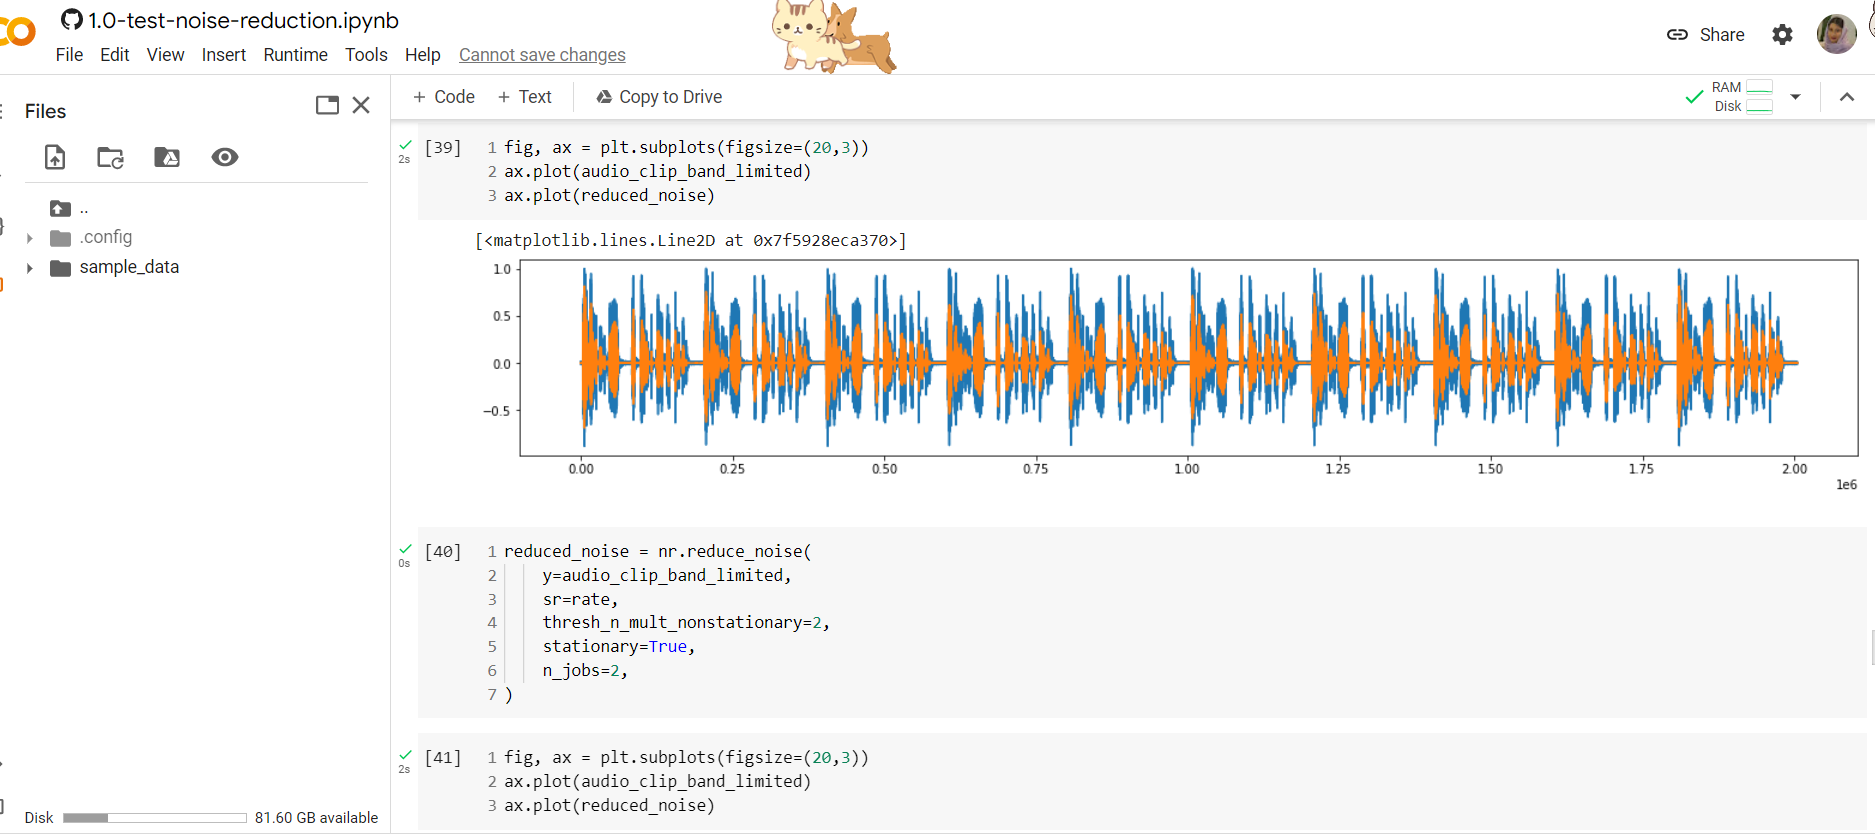 1.0-test-noise-reduction.ipynb
File Edit View Insert Runtime Tools Help Cannot save changes
Share
Files
+ Code + Text Copy to Drive
RAM
Disk
..
.config
sample_data
[39] 1 fig, ax = plt.subplots(figsize=(20,3))
2s 2 ax.plot(audio_clip_band_limited)
3 ax.plot(reduced_noise)
[<matplotlib.lines.Line2D at 0x7f5928eca370>]
1.0
0.5
0.0
−0.5
0.00 0.25 0.50 0.75 1.00 1.25 1.50 1.75 2.00
1e6
[40] 1 reduced_noise = nr.reduce_noise(
0s 2 y=audio_clip_band_limited,
3 sr=rate,
4 thresh_n_mult_nonstationary=2,
5 stationary=True,
6 n_jobs=2,
7 )
[41] 1 fig, ax = plt.subplots(figsize=(20,3))
2s 2 ax.plot(audio_clip_band_limited)
3 ax.plot(reduced_noise)
Disk 81.60 GB available